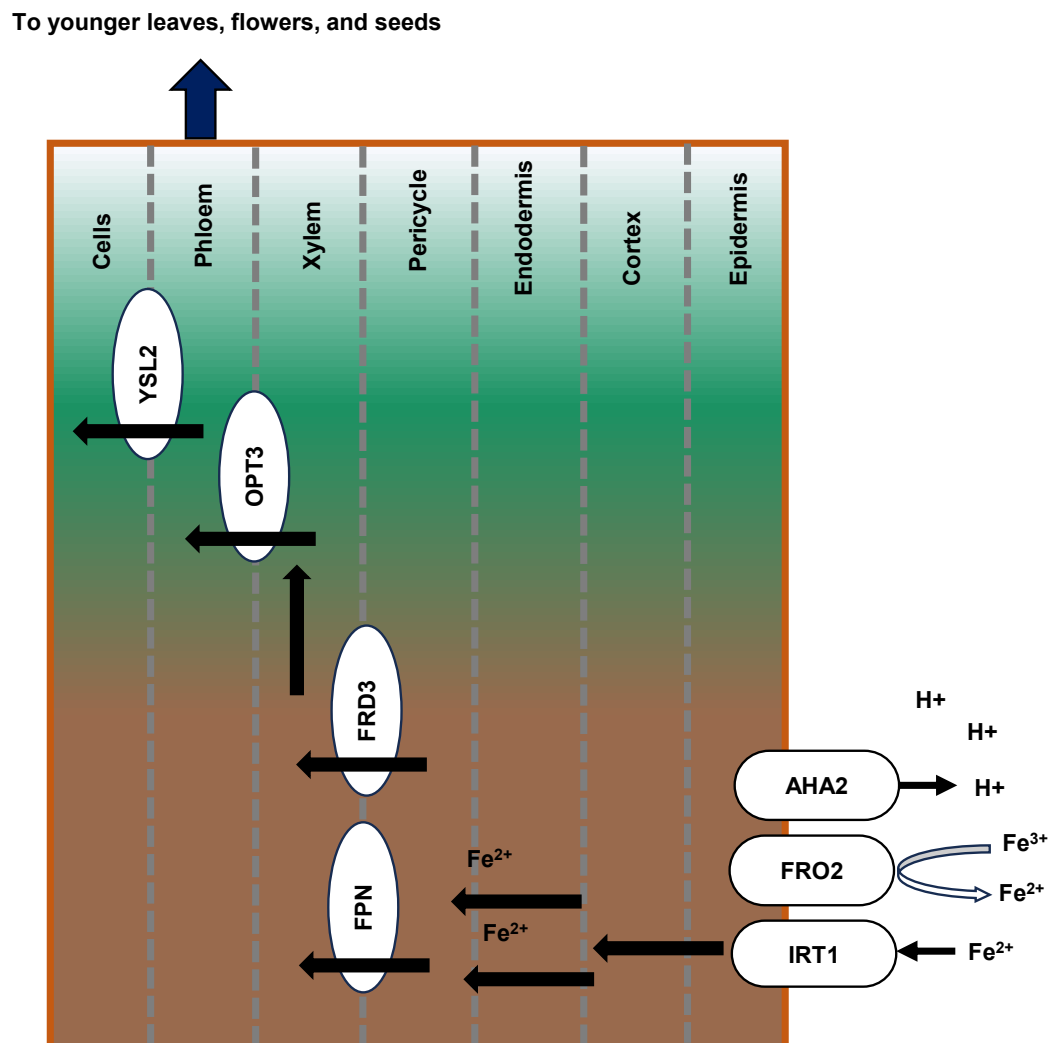 To younger leaves, flowers, and seeds
Cells
Phloem
Xylem
Pericycle
Endodermis
Cortex
Epidermis
YSL2
OPT3
FRD3
FPN
H+
H+
AHA2
H+
Fe³⁺
FRO2
Fe²⁺
Fe²⁺
Fe²⁺
IRT1
Fe²⁺